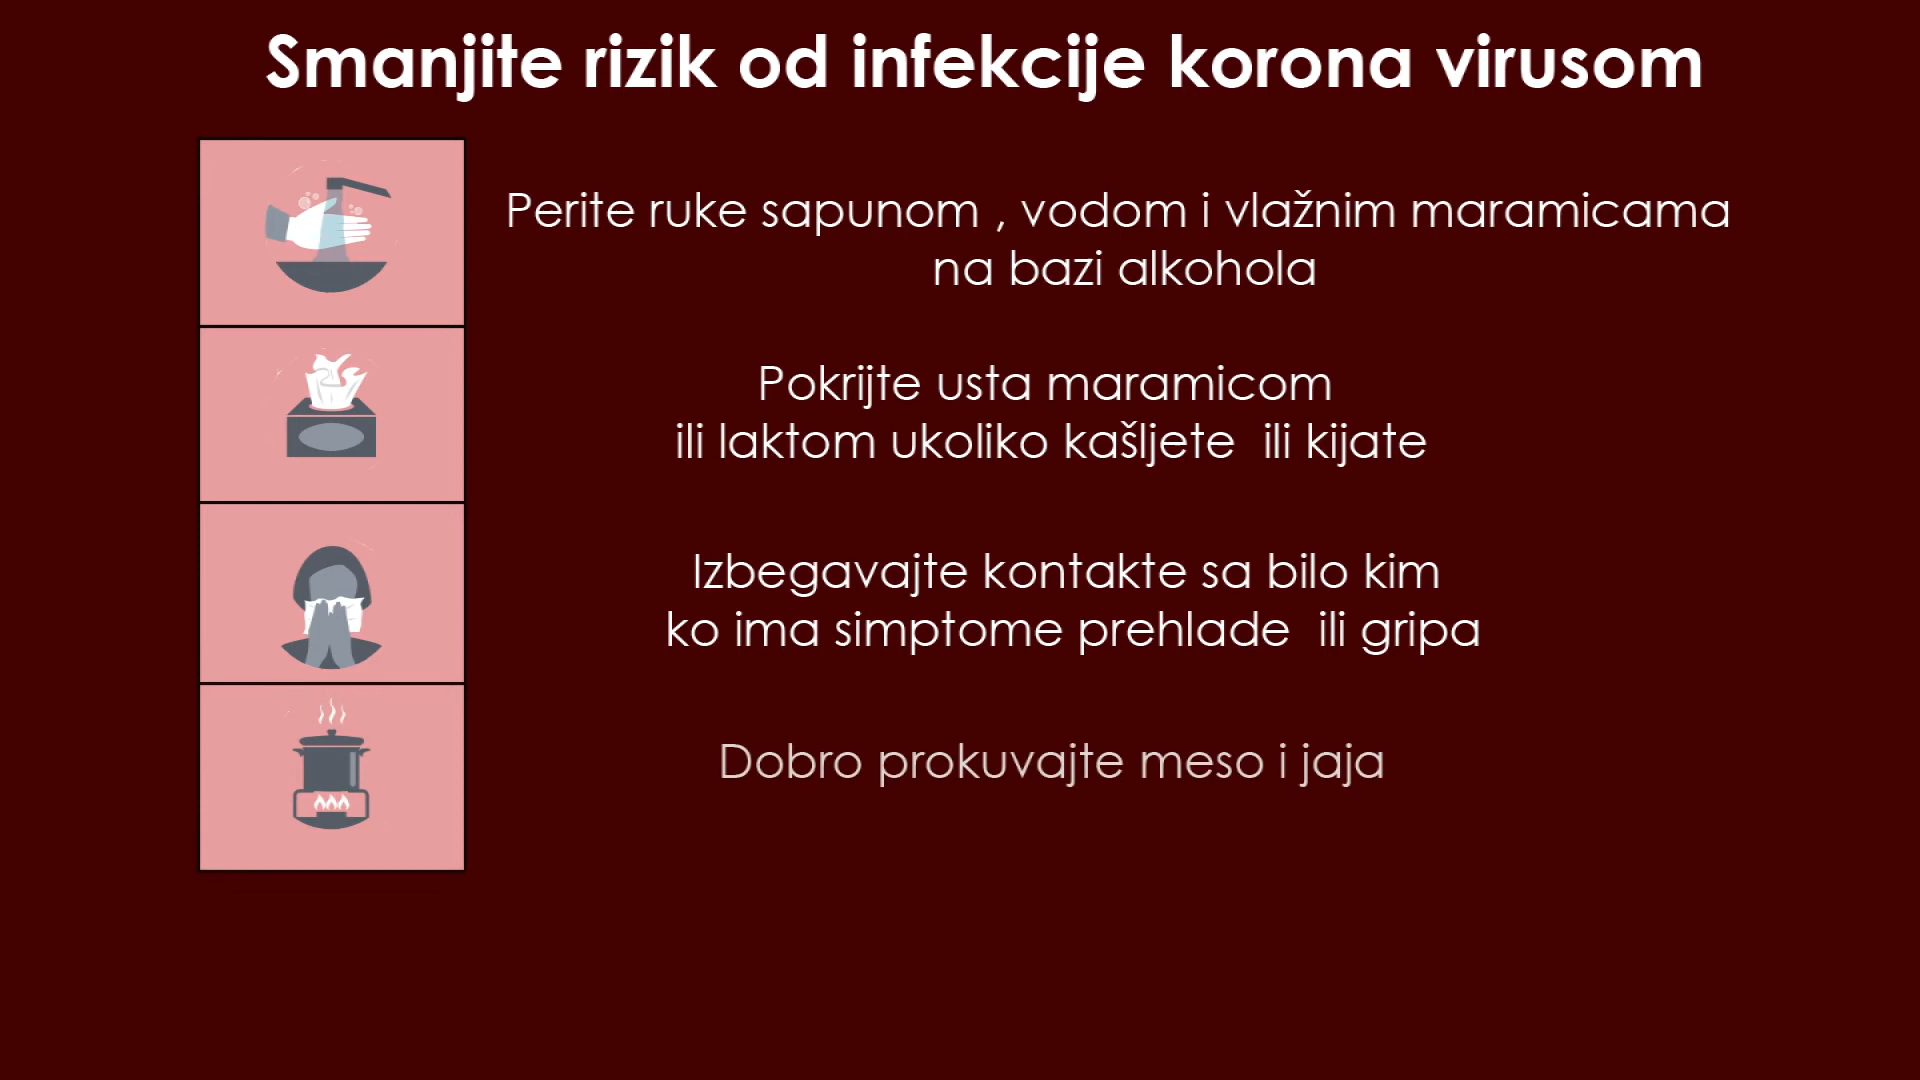 Smanjite rizik od infekcije korona virusom
Perite ruke sapunom , vodom i vlažnim maramicama
na bazi alkohola
Pokrijte usta maramicom
ili laktom ukoliko kašljete ili kijate
Izbegavajte kontakte sa bilo kim
ko ima simptome prehlade ili gripa
Dobro prokuvajte meso i jaja